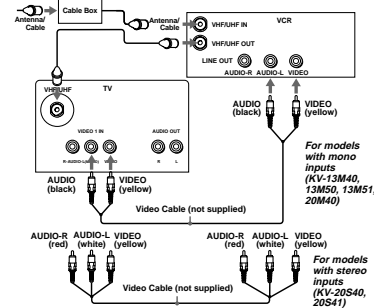 Cable Box
Antenna/
Cable
Antenna/
Cable
VCR
VHF/UHF IN
VHF/UHF OUT
LINE OUT
AUDIO-R AUDIO-L VIDEO
VHF/UHF
TV
VIDEO 1 IN
AUDIO OUT
R L
AUDIO
(black)
VIDEO
(yellow)
AUDIO
(black)
VIDEO
(yellow)
For models
with mono
inputs
(KV-13M40,
13M50, 13M51,
20M40)
Video Cable (not supplied)
AUDIO-R
(red)
AUDIO-L
(white)
VIDEO
(yellow)
AUDIO-R
(red)
AUDIO-L
(white)
VIDEO
(yellow)
Video Cable (not supplied)
For models
with stereo
inputs
(KV-20S40,
20S41)